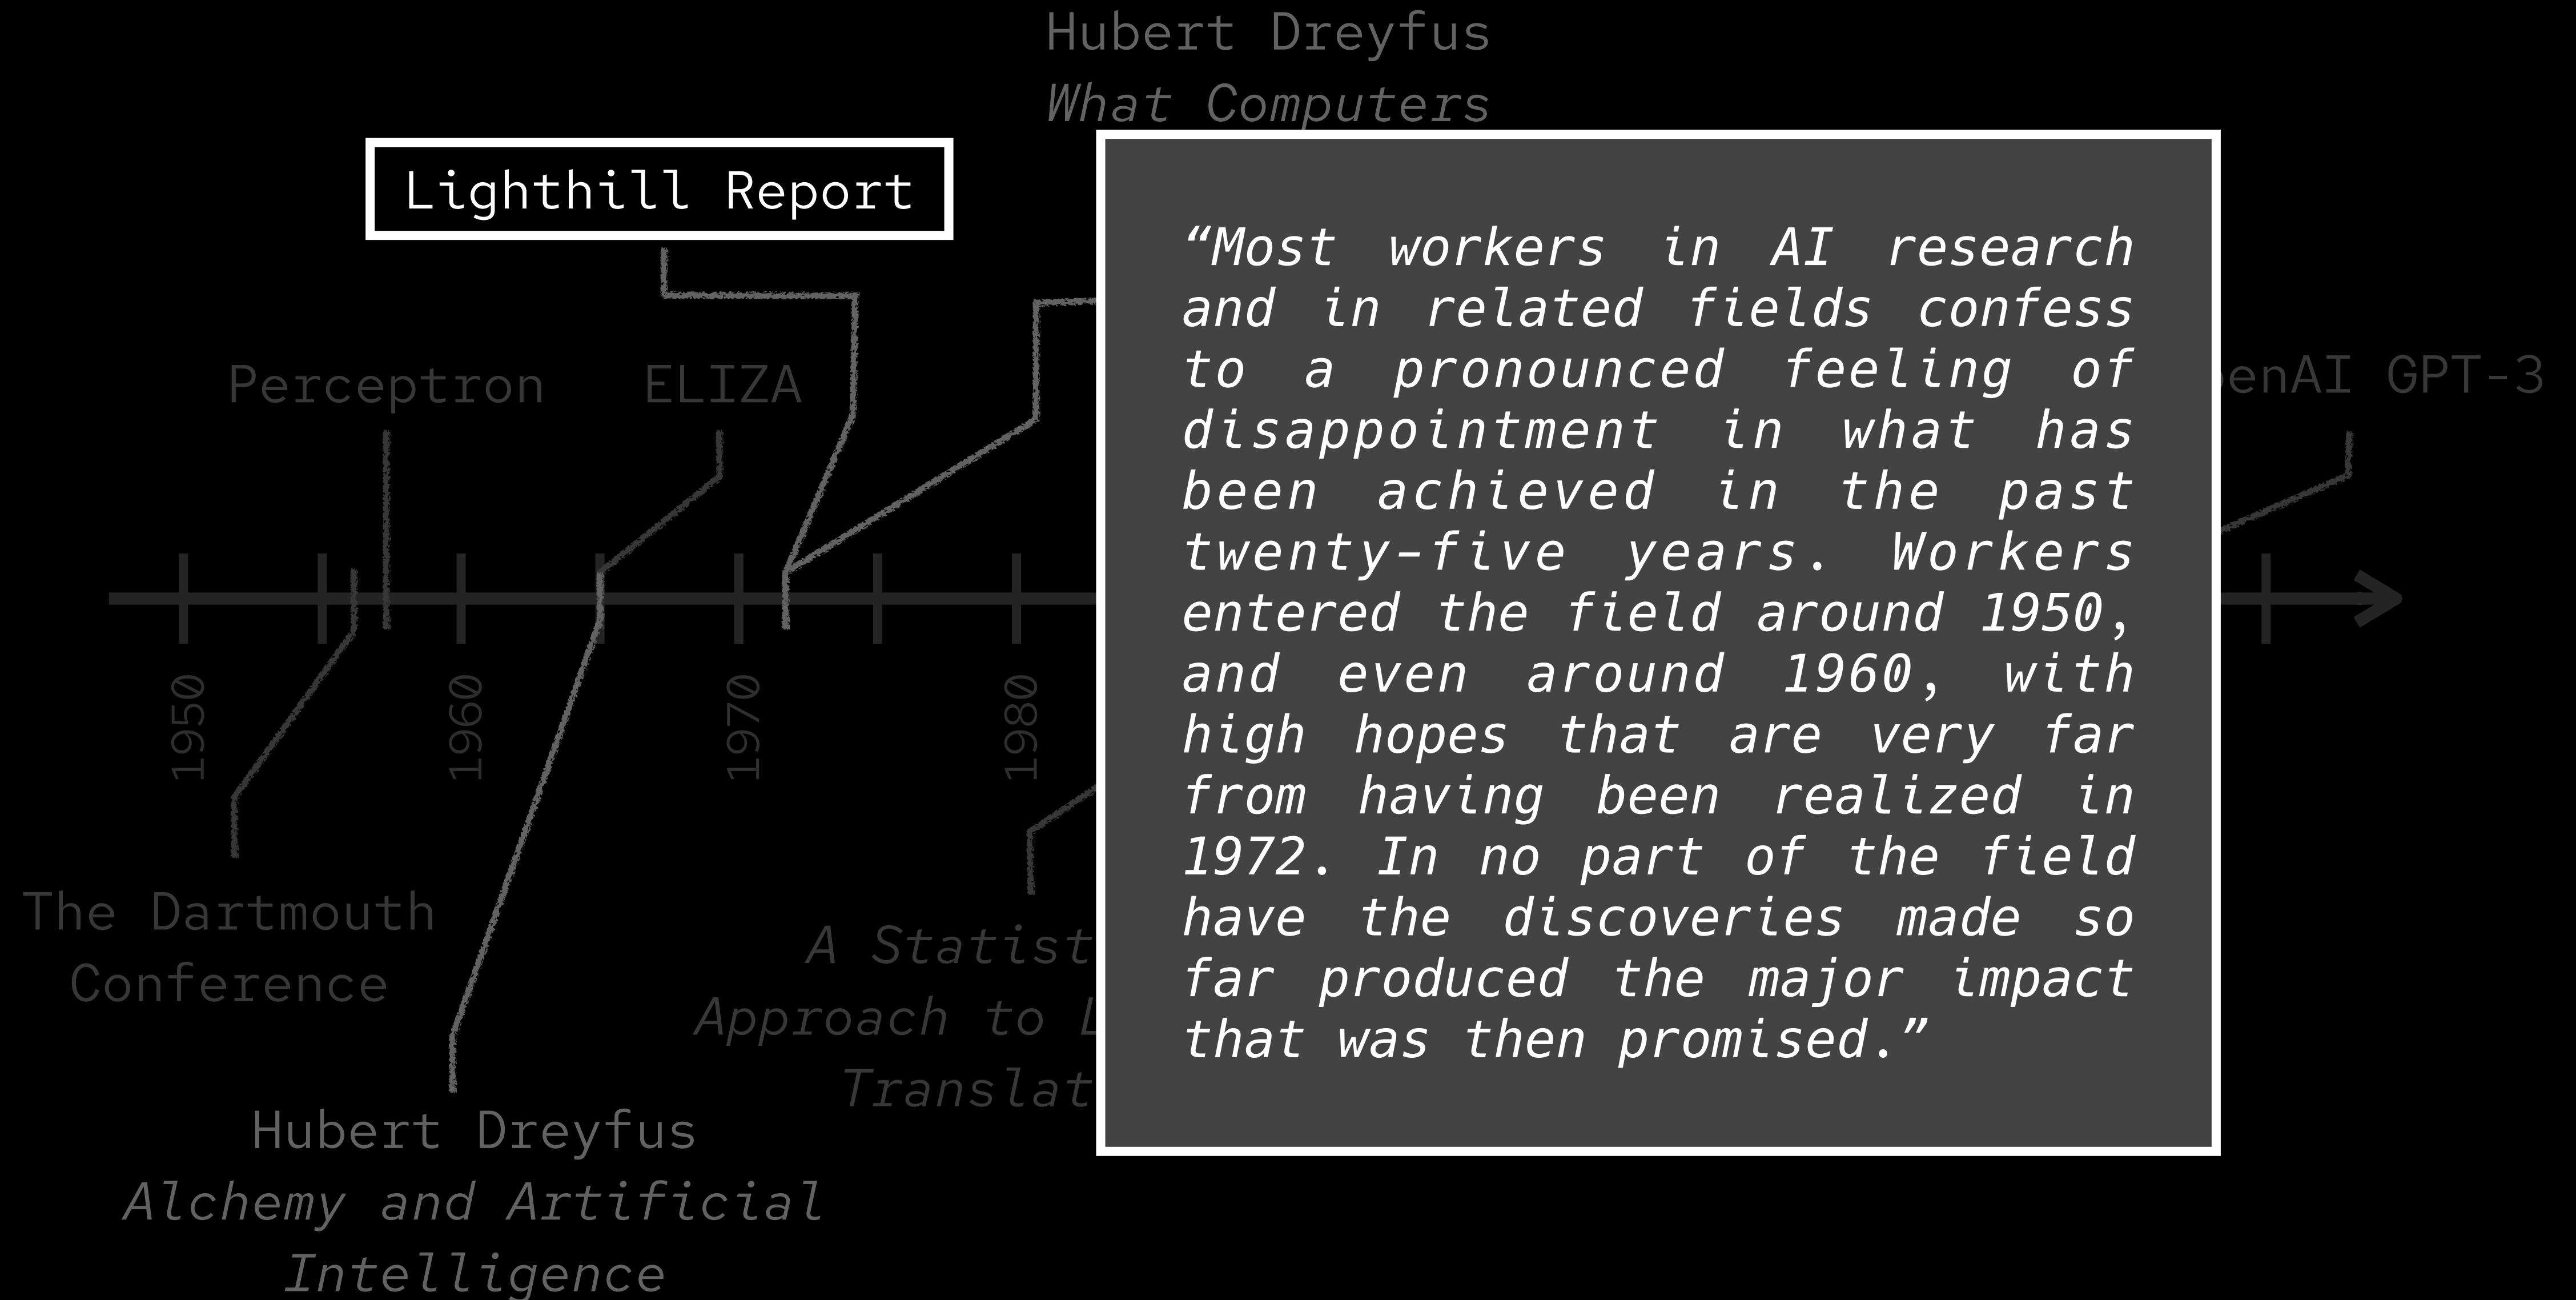 Hubert Dreyfus
What Computers
Lighthill Report
Perceptron
ELIZA
enAI GPT-3
1950
1960
1970
1980
The Dartmouth
Conference
A Statist
Approach to L
Translat
Hubert Dreyfus
Alchemy and Artificial
Intelligence
“Most workers in AI research
and in related fields confess
to a pronounced feeling of
disappointment in what has
been achieved in the past
twenty-five years. Workers
entered the field around 1950,
and even around 1960, with
high hopes that are very far
from having been realized in
1972. In no part of the field
have the discoveries made so
far produced the major impact
that was then promised.”